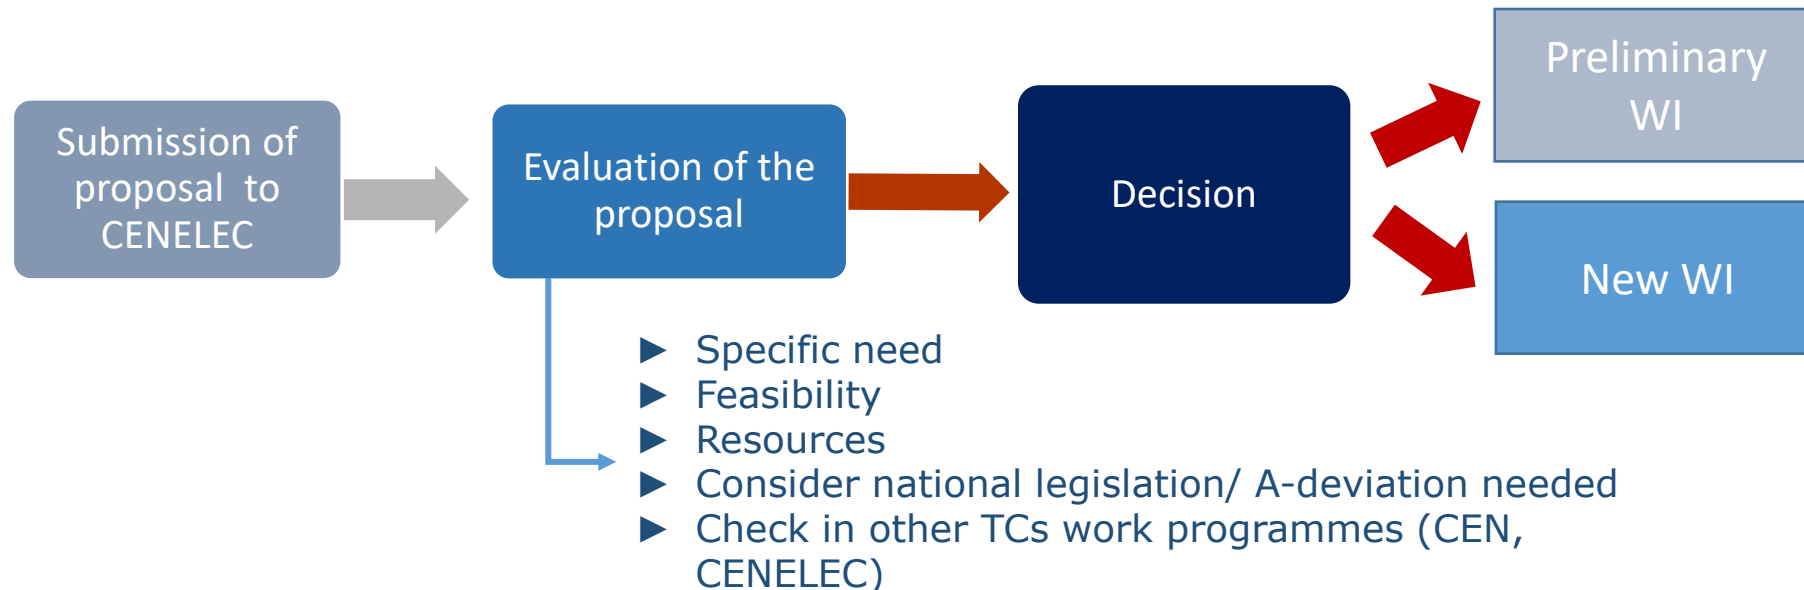 Submission of
proposal to
CENELEC
Evaluation of the
proposal
Decision
Preliminary
WI
New WI
► Specific need
► Feasibility
► Resources
► Consider national legislation/ A-deviation needed
► Check in other TCs work programmes (CEN,
CENELEC)